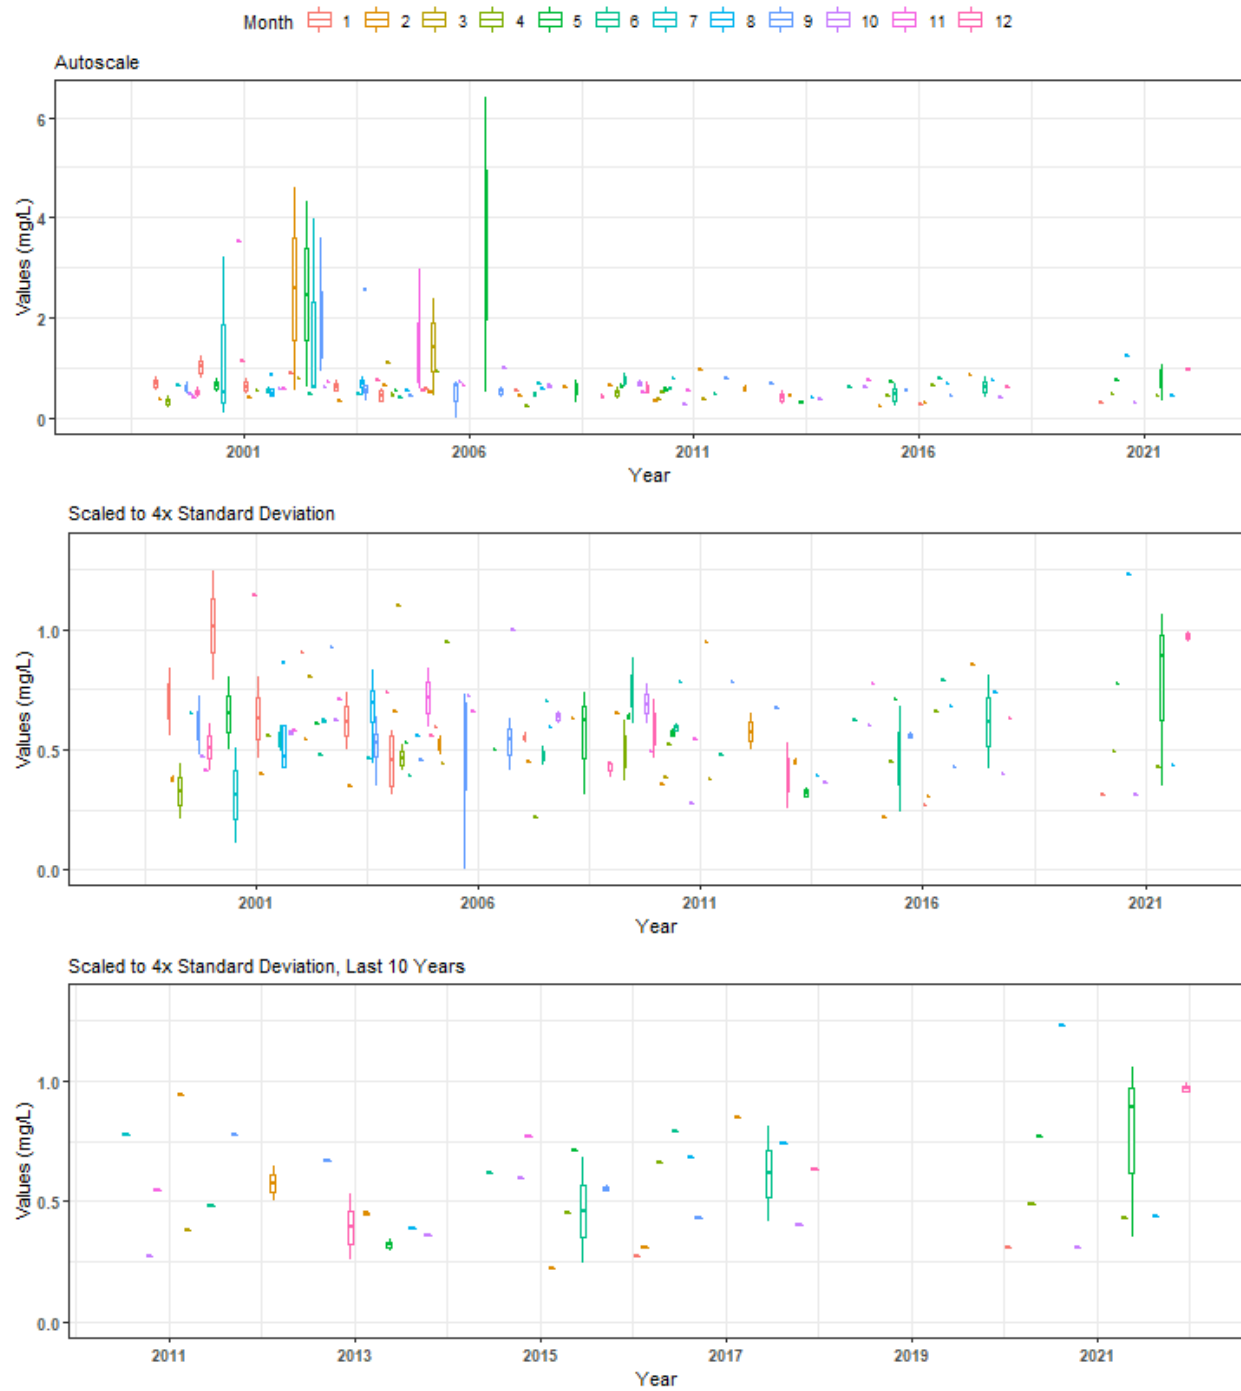 Month 1 2 3 4 5 6 7 8 9 10 11 12
Autoscale
Values (mg/L)
6
4
2
0
2001 2006 2011 2016 2021
Year
Scaled to 4x Standard Deviation
Values (mg/L)
1.0
0.5
0.0
2001 2006 2011 2016 2021
Year
Scaled to 4x Standard Deviation, Last 10 Years
Values (mg/L)
1.0
0.5
0.0
2011 2013 2015 2017 2019 2021
Year